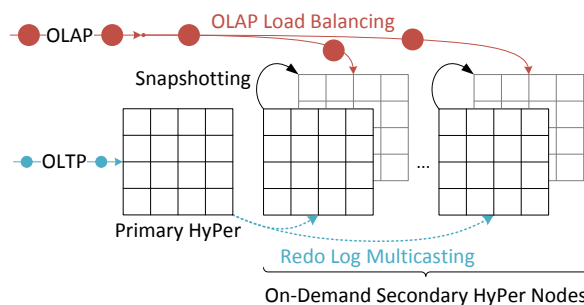 OLAP Load Balancing
OLAP
Snapshotting
OLTP
...
Primary HyPer
Redo Log Multicasting
On-Demand Secondary HyPer Nodes